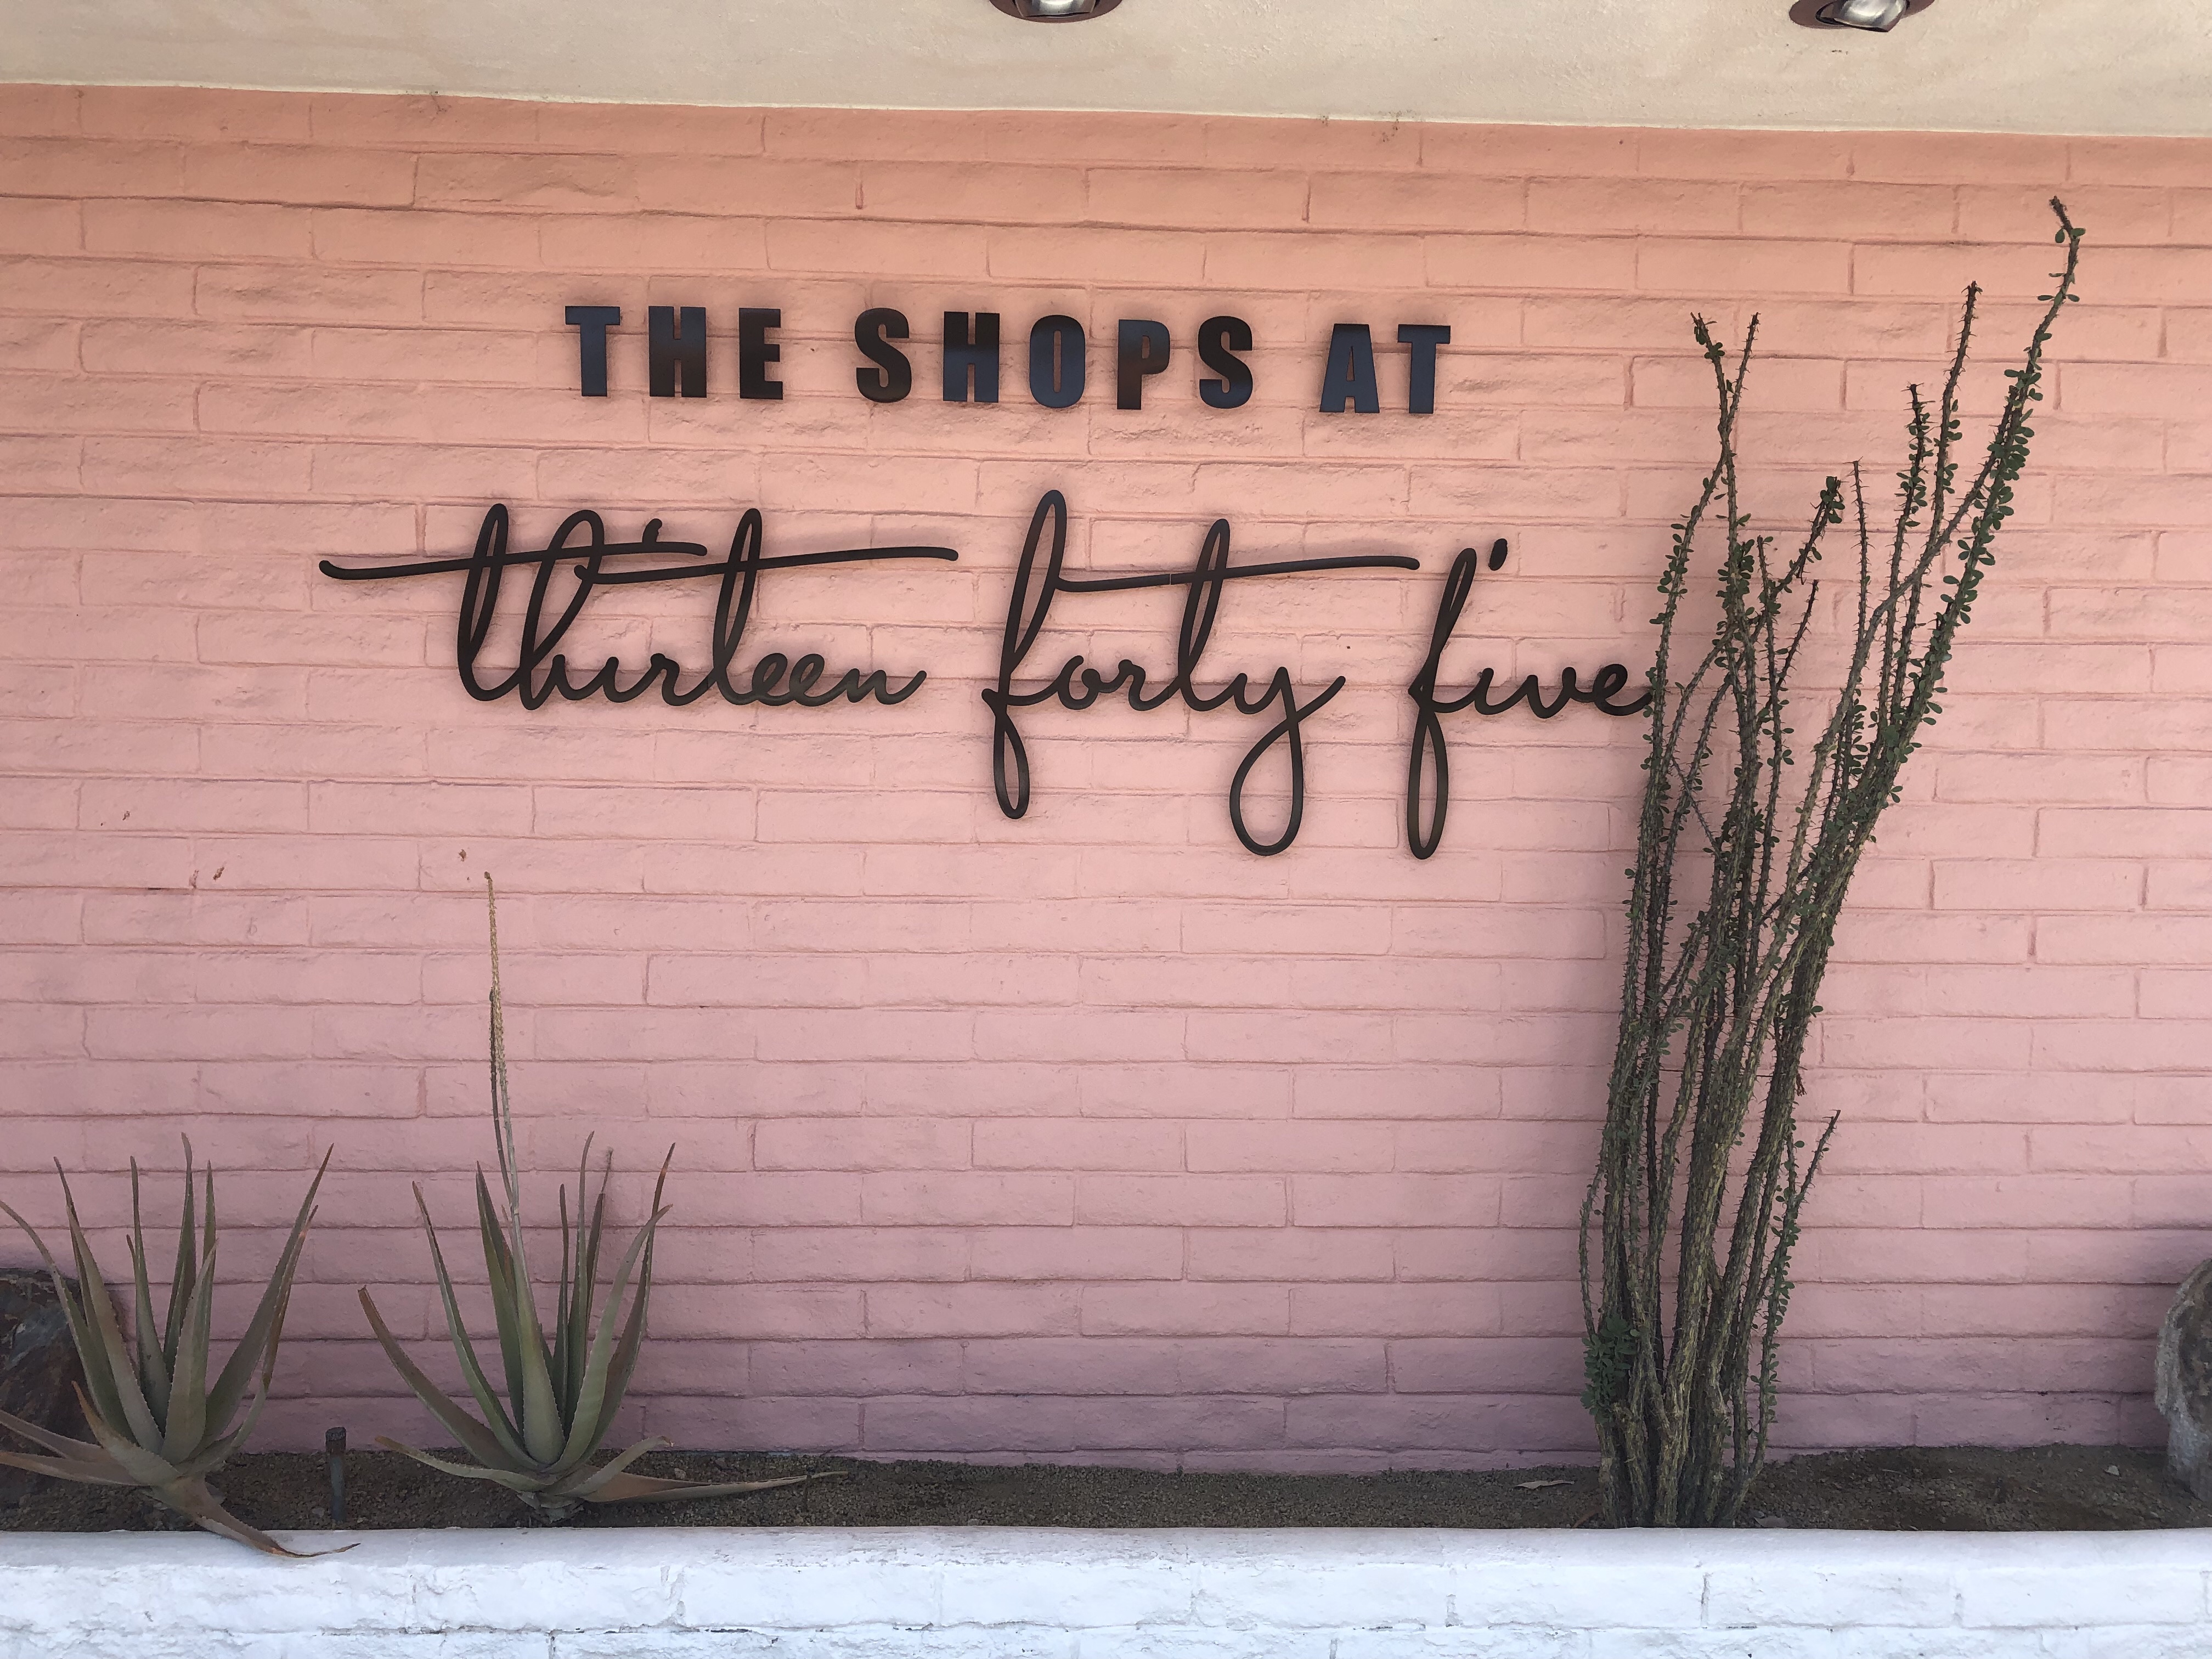 THE SHOPS AT
thirteen forty five